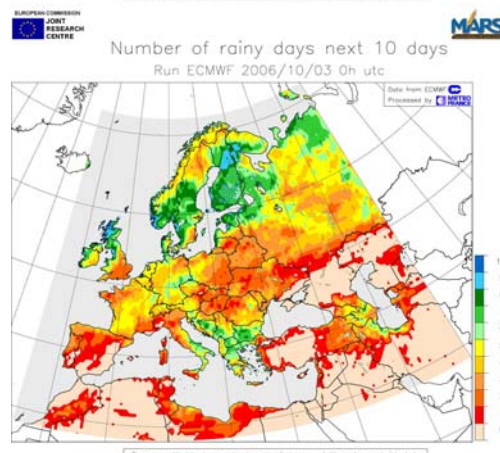 EUROPEAN COMMISSION
JOINT
RESEARCH
CENTRE
MARS
Number of rainy days next 10 days
Run ECMWF 2006/10/03 0h utc
Data from ECMWF
Processed by METEO FRANCE